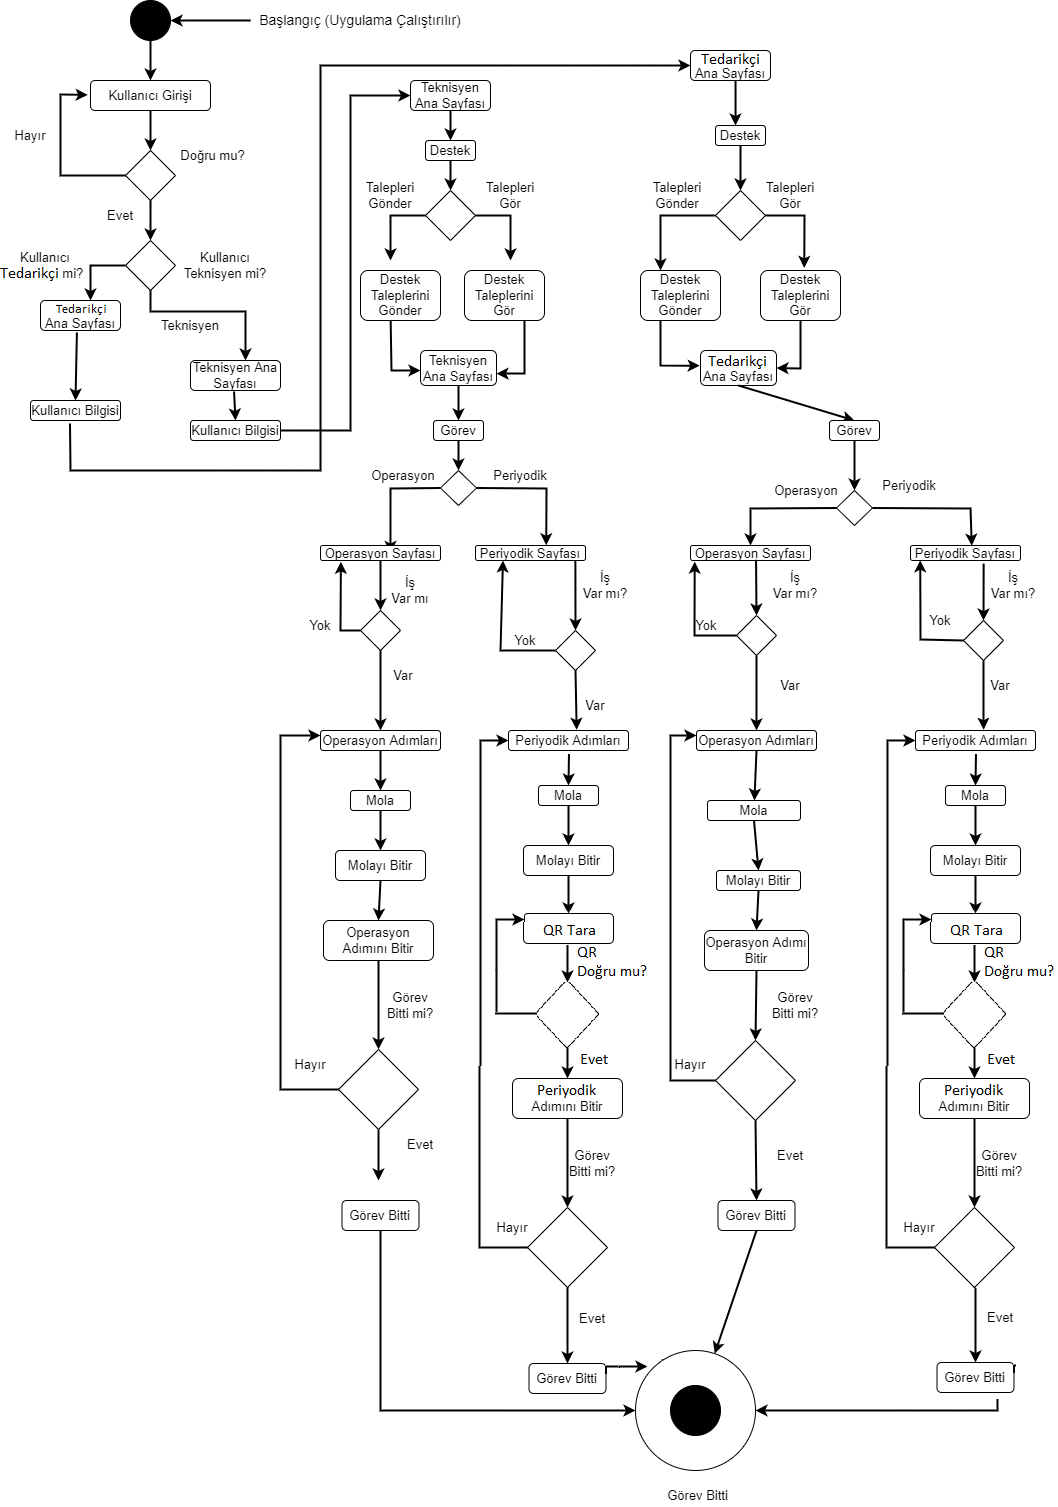 Başlangıç (Uygulama Çalıştırılır)
Kullanıcı Girişi
Hayır
Doğru mu?
Evet
Kullanıcı
Tedarikçi mi?
Kullanıcı
Teknisyen mi?
Tedarikçi
Ana Sayfası
Teknisyen
Teknisyen Ana
Sayfası
Kullanıcı Bilgisi
Kullanıcı Bilgisi
Teknisyen
Ana Sayfası
Destek
Talepleri
Gönder
Talepleri
Gör
Destek
Taleplerini
Gönder
Destek
Taleplerini
Gör
Teknisyen
Ana Sayfası
Görev
Operasyon
Periyodik
Operasyon Sayfası
Periyodik Sayfası
İş
Var mı
İş
Var mı?
Yok
Yok
Var
Var
Operasyon Adımları
Periyodik Adımları
Mola
Mola
Molayı Bitir
Molayı Bitir
Operasyon
Adımını Bitir
QR Tara
QR
Doğru mu?
Görev
Bitti mi?
Hayır
Evet
Periyodik
Adımını Bitir
Evet
Görev
Bitti mi?
Görev Bitti
Hayır
Evet
Görev Bitti
Tedarikçi
Ana Sayfası
Destek
Talepleri
Gönder
Talepleri
Gör
Destek
Taleplerini
Gönder
Destek
Taleplerini
Gör
Tedarikçi
Ana Sayfası
Görev
Operasyon
Periyodik
Operasyon Sayfası
Periyodik Sayfası
İş
Var mı?
İş
Var mı?
Yok
Yok
Var
Var
Operasyon Adımları
Periyodik Adımları
Mola
Mola
Molayı Bitir
Molayı Bitir
Operasyon Adımı
Bitir
QR Tara
QR
Doğru mu?
Görev
Bitti mi?
Hayır
Evet
Periyodik
Adımını Bitir
Evet
Görev
Bitti mi?
Görev Bitti
Hayır
Evet
Görev Bitti
Görev Bitti